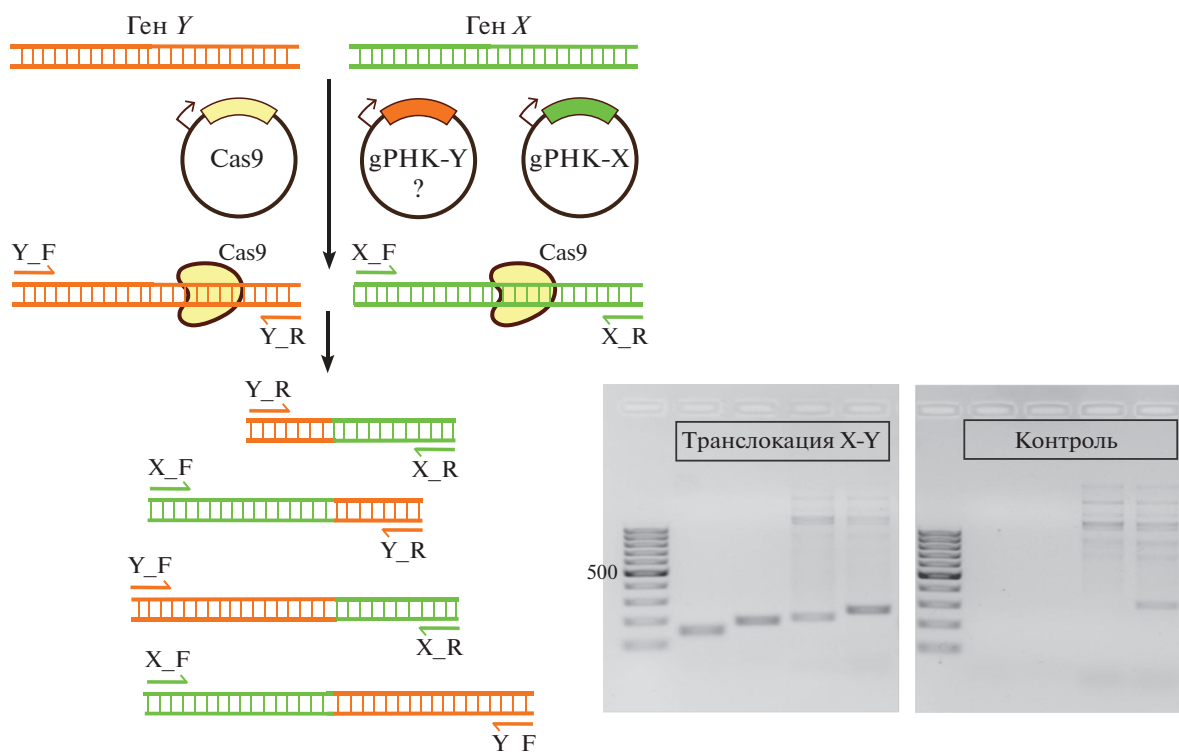 Ген Y
Ген X
Cas9
gРНК-Y
?
gРНК-X
Y_F
Cas9
X_F
Cas9
Y_R
X_R
Y_R
X_R
X_F
Y_R
Y_F
X_R
X_F
Y_F
Транслокация X-Y
Контроль
500